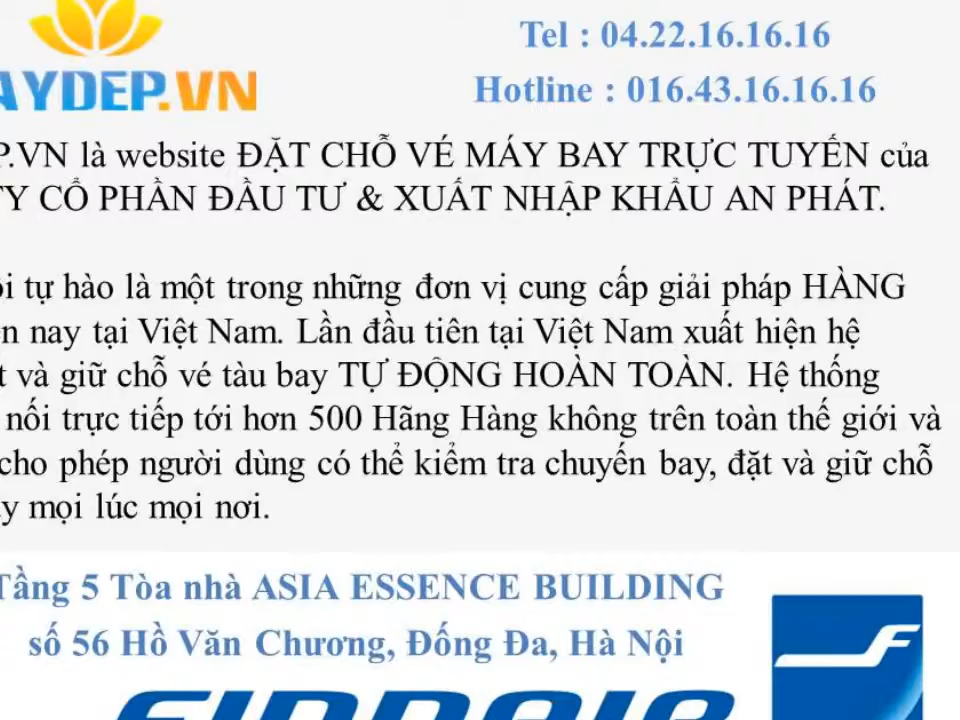 Tel : 04.22.16.16.16
Hotline : 016.43.16.16.16
AYDEP.VN
P.VN là website ĐẶT CHỖ VÉ MÁY BAY TRỰC TUYẾN của
TY CỔ PHẦN ĐẦU TƯ & XUẤT NHẬP KHẨU AN PHÁT.
tự hào là một trong những đơn vị cung cấp giải pháp HÀNG
nay tại Việt Nam. Lần đầu tiên tại Việt Nam xuất hiện hệ
và giữ chỗ vé tàu bay TỰ ĐỘNG HOÀN TOÀN. Hệ thống
nối trực tiếp tới hơn 500 Hãng Hàng không trên toàn thế giới và
cho phép người dùng có thể kiểm tra chuyến bay, đặt và giữ chỗ
mọi lúc mọi nơi.
Tầng 5 Tòa nhà ASIA ESSENCE BUILDING
số 56 Hồ Văn Chương, Đống Đa, Hà Nội
FINNAIR